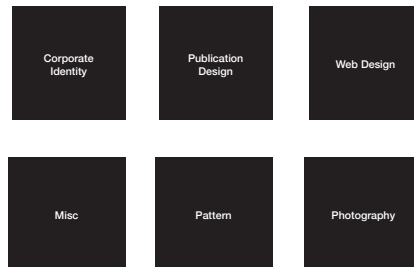 Corporate
Identity
Publication
Design
Web Design
Misc
Pattern
Photography